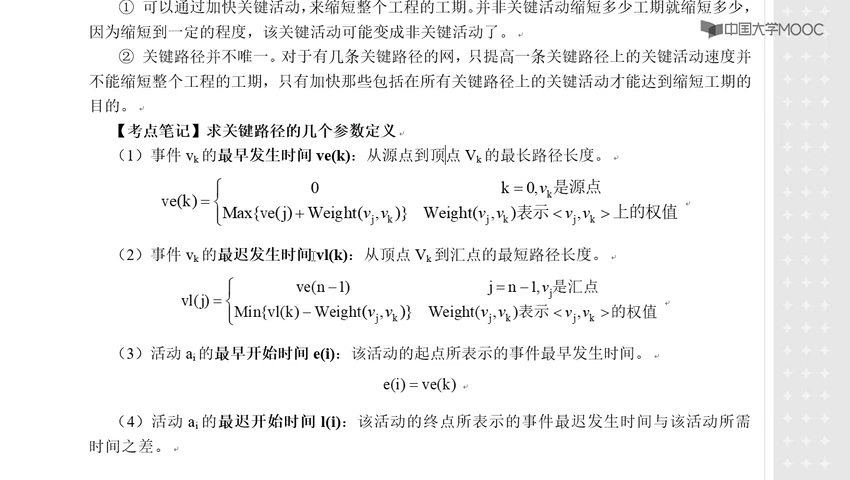 ① 可以通过加快关键活动，来缩短整个工程的工期。并非关键活动缩短多少工期就缩短多少，
因为缩短到一定的程度，该关键活动可能变成非关键活动了。
中国大学MOOC
② 关键路径并不唯一。对于有几条关键路径的网，只提高一条关键路径上的关键活动速度并
不能缩短整个工程的工期，只有加快那些包括在所有关键路径上的关键活动才能达到缩短工期的
目的。
【考点笔记】求关键路径的几个参数定义
（1）事件 vk 的最早发生时间 ve(k)：从源点到顶点 Vk 的最长路径长度。
0 k = 0, vk是源点
ve(k) =
Max{ve(j) + Weight(vj, vk)} Weight(vj, vk)表示 < vj, vk > 上的权值
（2）事件 vk 的最迟发生时间 vl(k)：从顶点 Vk 到汇点的最短路径长度。
ve(n − 1) j = n − 1, vj是汇点
vl(j) =
Min{vl(k) − Weight(vj, vk)} Weight(vj, vk)表示 < vj, vk > 的权值
（3）活动 ai 的最早开始时间 e(i)：该活动的起点所表示的事件最早发生时间。
e(i) = ve(k)
（4）活动 ai 的最迟开始时间 l(i)：该活动的终点所表示的事件最迟发生时间与该活动所需
时间之差。